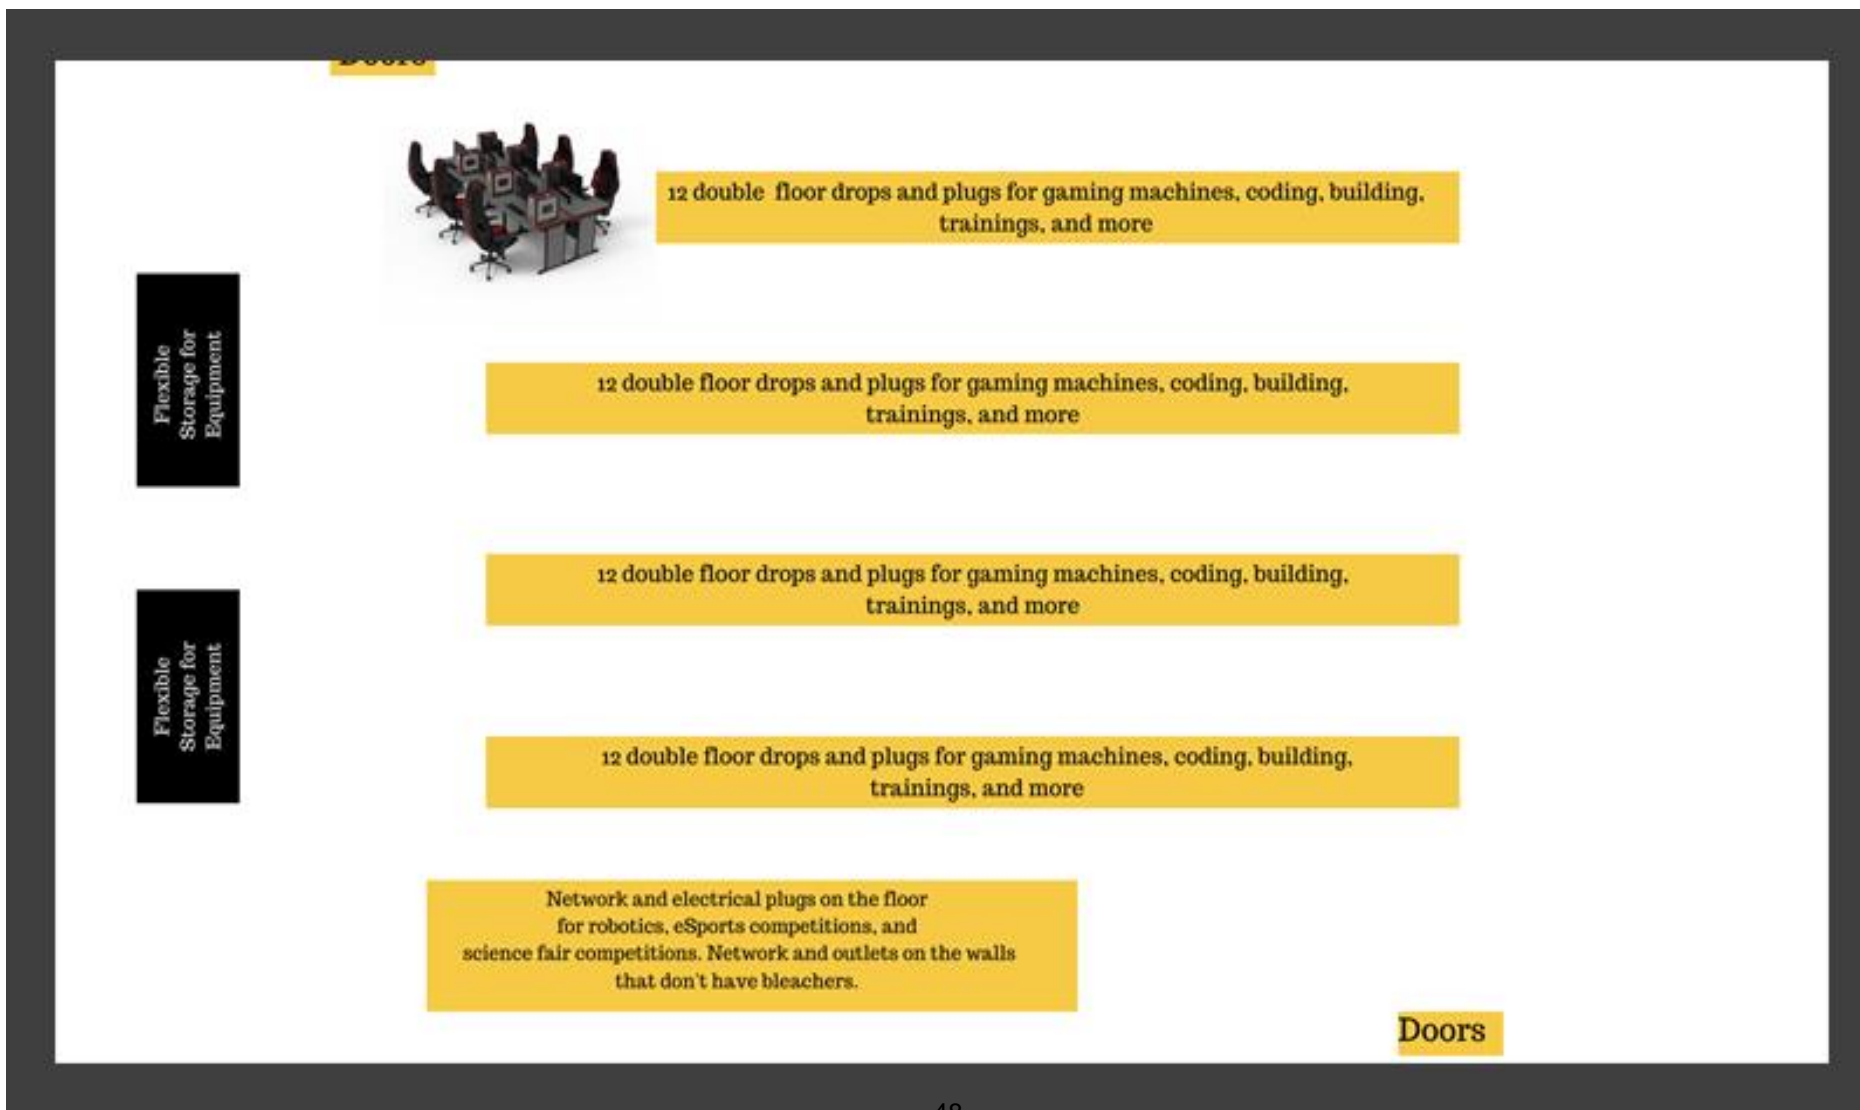 Doors
12 double floor drops and plugs for gaming machines, coding, building,
trainings, and more
Flexible
Storage for
Equipment
12 double floor drops and plugs for gaming machines, coding, building,
trainings, and more
12 double floor drops and plugs for gaming machines, coding, building,
trainings, and more
Flexible
Storage for
Equipment
12 double floor drops and plugs for gaming machines, coding, building,
trainings, and more
Network and electrical plugs on the floor
for robotics, eSports competitions, and
science fair competitions. Network and outlets on the walls
that don't have bleachers.
Doors
48